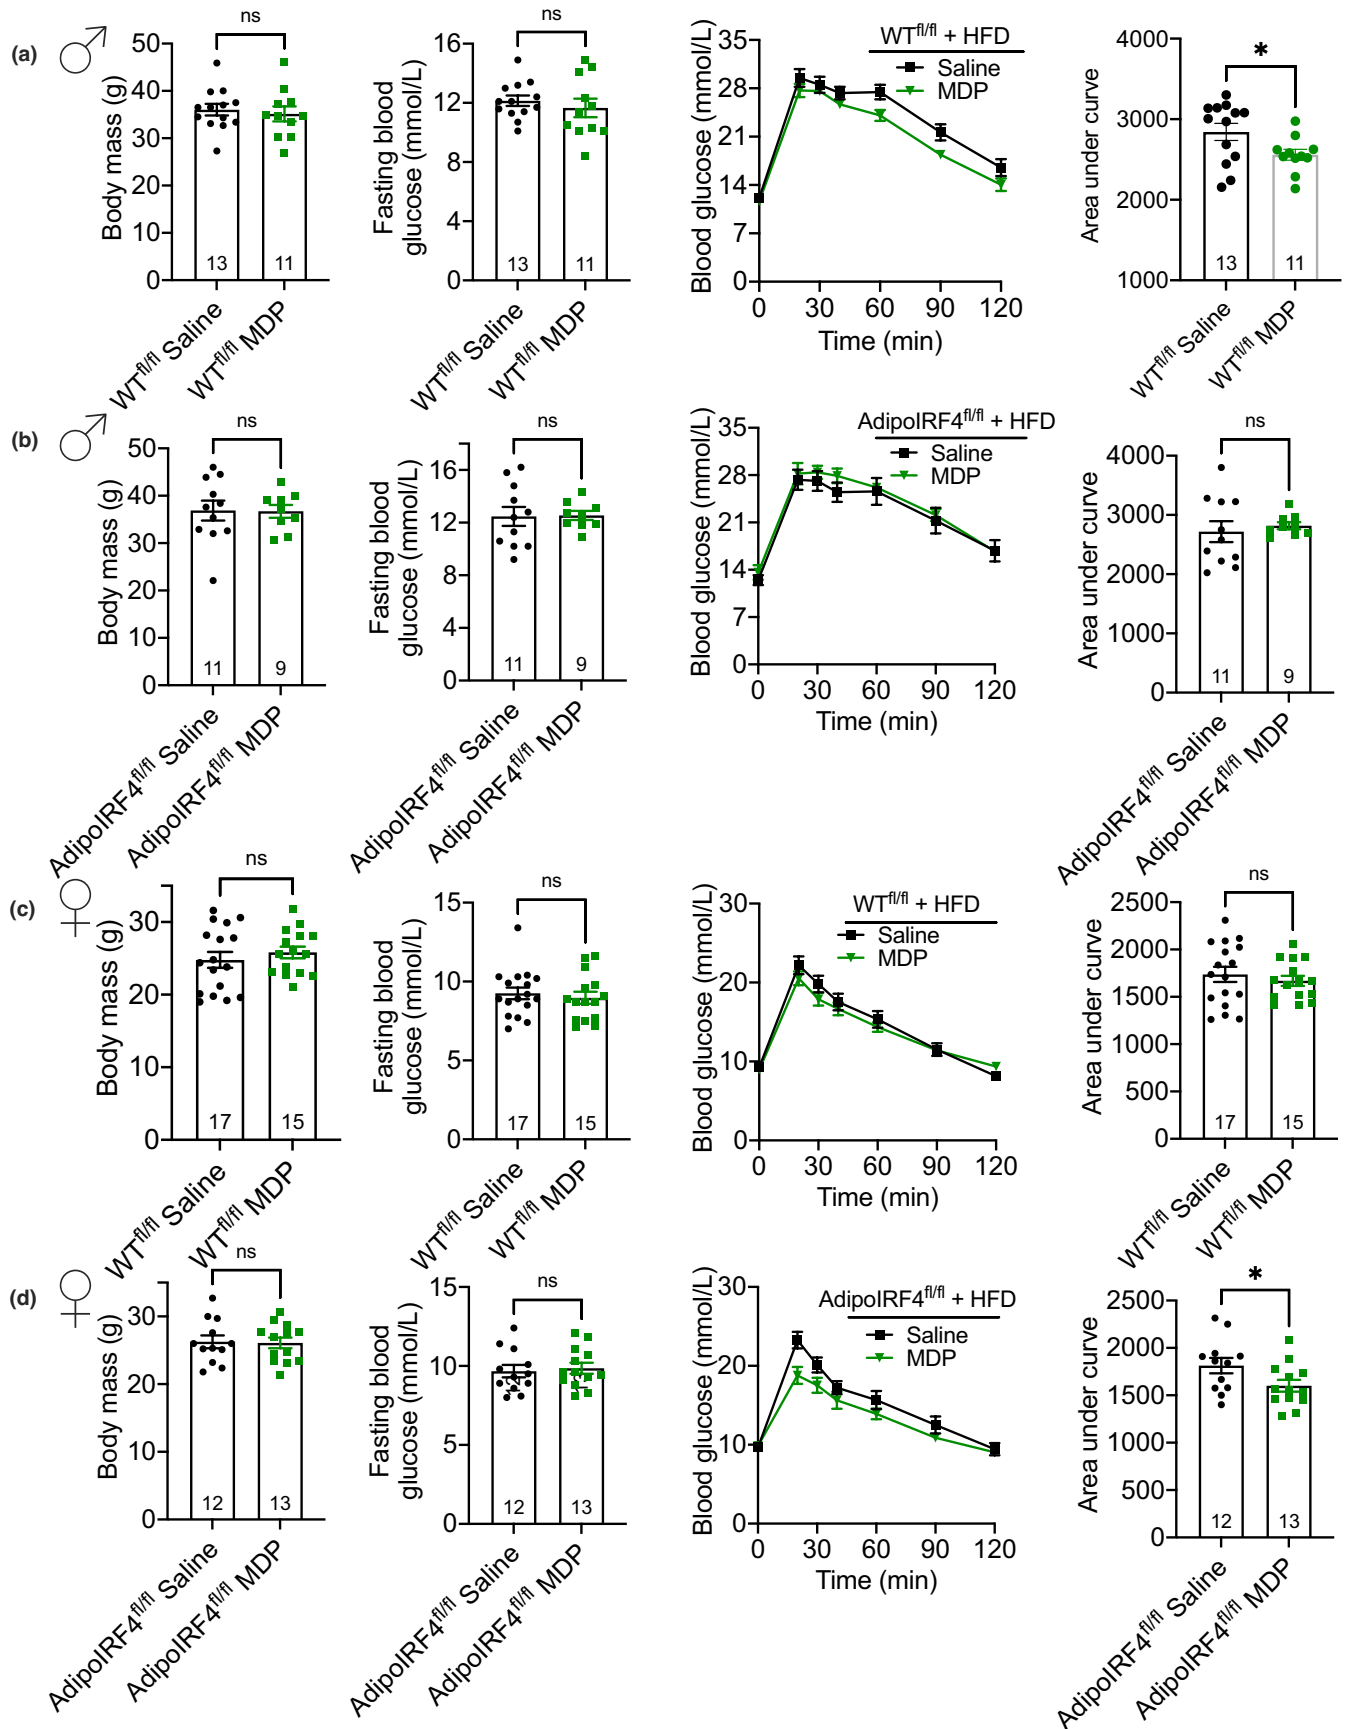 (a)
ns
Body mass (g)
50
40
30
20
10
0
13
11
WTfl/fl Saline
WTfl/fl MDP
ns
Fasting blood
glucose (mmol/L)
16
12
8
4
0
13
11
WTfl/fl Saline
WTfl/fl MDP
WTfl/fl + HFD
Saline
MDP
Blood glucose (mmol/L)
35
28
21
14
7
0
0 30 60 90 120
Time (min)
*
Area under curve
4000
3000
2000
1000
13
11
WTfl/fl Saline
WTfl/fl MDP
(b)
ns
Body mass (g)
50
40
30
20
10
0
11
9
AdipoIRF4fl/fl Saline
AdipoIRF4fl/fl MDP
ns
Fasting blood
glucose (mmol/L)
16
12
8
4
0
11
9
AdipoIRF4fl/fl Saline
AdipoIRF4fl/fl MDP
AdipoIRF4fl/fl + HFD
Saline
MDP
Blood glucose (mmol/L)
35
28
21
14
7
0
0 30 60 90 120
Time (min)
ns
Area under curve
4000
3000
2000
1000
0
11
9
AdipoIRF4fl/fl Saline
AdipoIRF4fl/fl MDP
(c)
ns
Body mass (g)
30
20
10
0
17
15
WTfl/fl Saline
WTfl/fl MDP
ns
Fasting blood
glucose (mmol/L)
15
10
5
0
17
15
WTfl/fl Saline
WTfl/fl MDP
WTfl/fl + HFD
Saline
MDP
Blood glucose (mmol/L)
30
20
10
0
0 30 60 90 120
Time (min)
ns
Area under curve
2500
2000
1500
1000
500
0
17
15
WTfl/fl Saline
WTfl/fl MDP
(d)
ns
Body mass (g)
30
20
10
0
12
13
AdipoIRF4fl/fl Saline
AdipoIRF4fl/fl MDP
ns
Fasting blood
glucose (mmol/L)
15
10
5
0
12
13
AdipoIRF4fl/fl Saline
AdipoIRF4fl/fl MDP
AdipoIRF4fl/fl + HFD
Saline
MDP
Blood glucose (mmol/L)
30
20
10
0
0 30 60 90 120
Time (min)
*
Area under curve
2500
2000
1500
1000
500
0
12
13
AdipoIRF4fl/fl Saline
AdipoIRF4fl/fl MDP